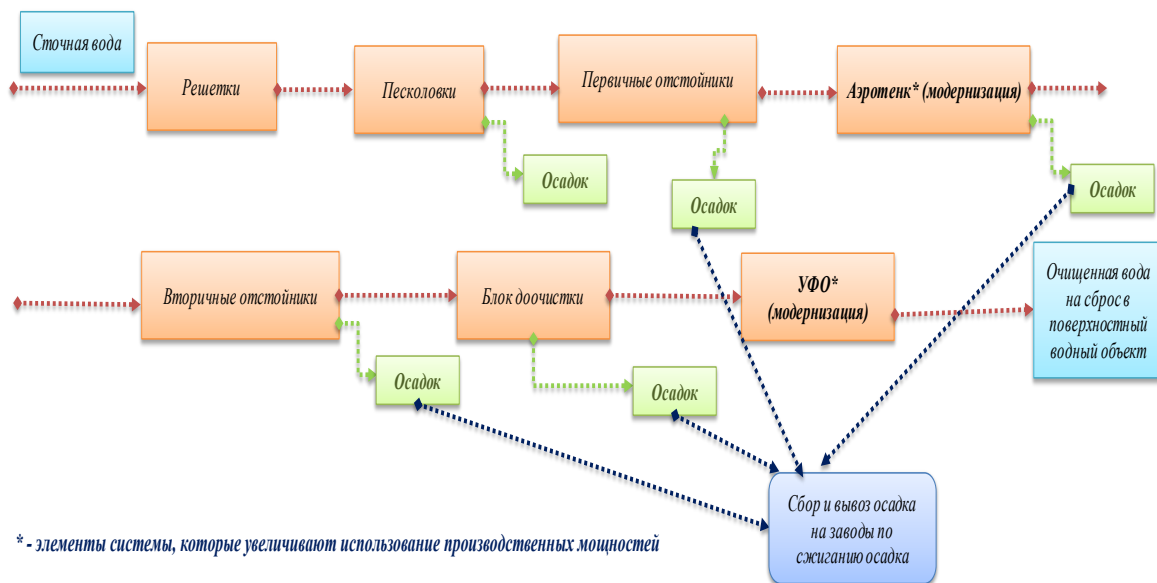 Сточная вода
Решетки
Песколовки
Первичные отстойники
Аэротенк* (модернизация)
Осадок
Осадок
Осадок
Вторичные отстойники
Блок доочистки
УФО*
(модернизация)
Очищенная вода
на сброс в
поверхностный
водный объект
Осадок
Осадок
Сбор и вывоз осадка
на заводы по
сжиганию осадка
* - элементы системы, которые увеличивают использование производственных мощностей